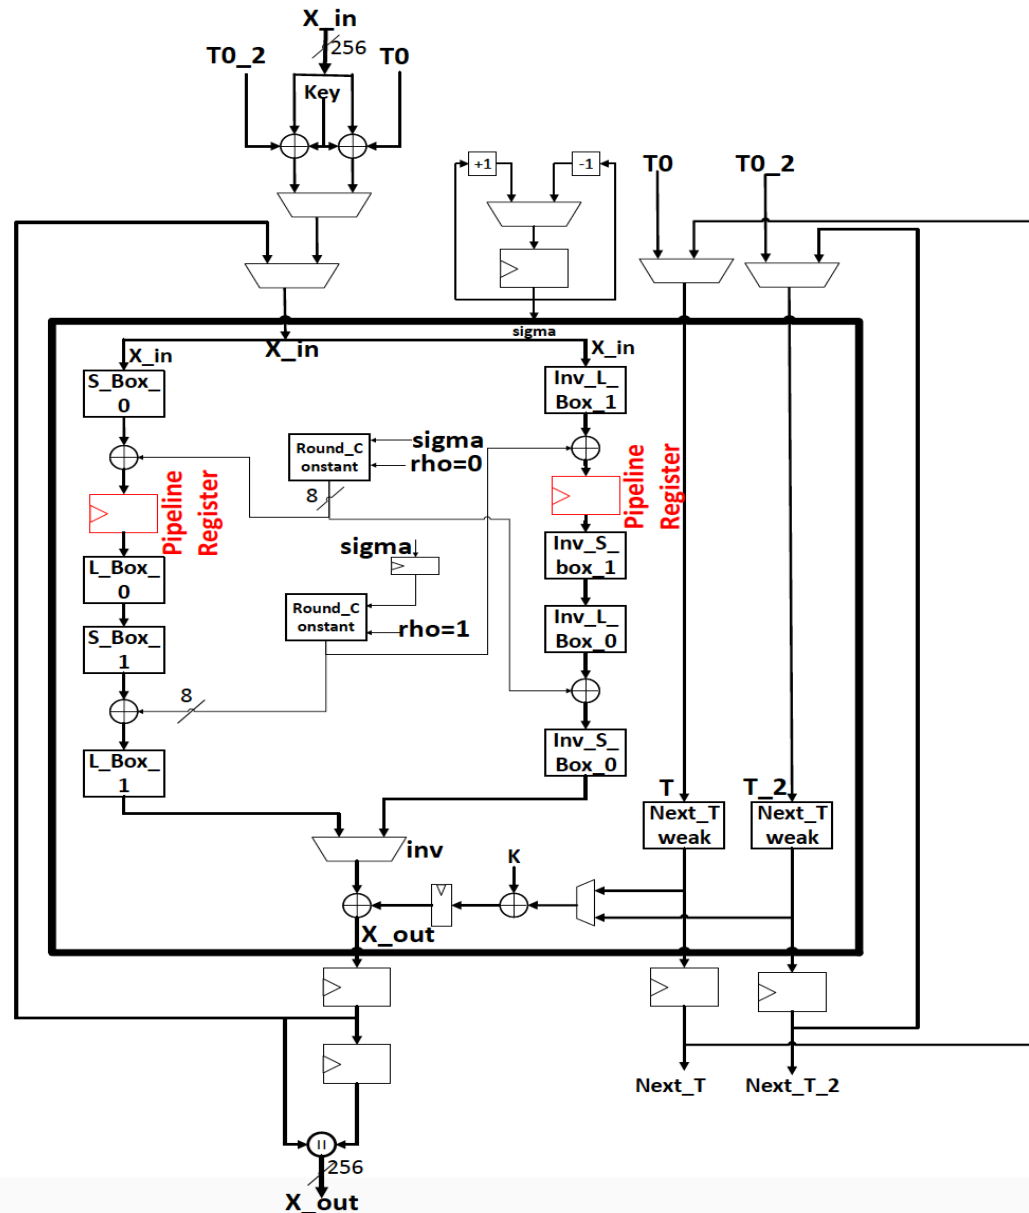 X_in
256
T0_2
T0
Key
+1
-1
T0
T0_2
sigma
X_in
X_in
X_in
S_Box_
0
Inv_L_
Box_1
Round_C
onstant
sigma
rho=0
8
Pipeline
Register
Pipeline
Register
L_Box_
0
sigma
Inv_S_
box_1
Round_C
onstant
rho=1
S_Box_
1
Inv_L_
Box_0
8
L_Box_
1
Inv_S_
Box_0
T
T_2
Next_T
weak
Next_T
weak
inv
K
X_out
Next_T
Next_T_2
II
256
X_out